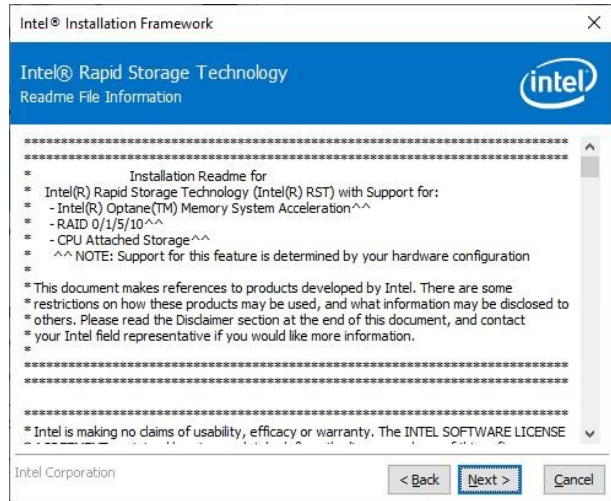 Intel® Installation Framework
Intel® Rapid Storage Technology
Readme File Information
intel
*************************************************************************
*************************************************************************
* Installation Readme for
* Intel(R) Rapid Storage Technology (Intel(R) RST) with Support for:
* - Intel(R) Optane(TM) Memory System Acceleration^^
* - RAID 0/1/5/10^^
* - CPU Attached Storage^^
* ^^ NOTE: Support for this feature is determined by your hardware configuration
*
* This document makes references to products developed by Intel. There are some
* restrictions on how these products may be used, and what information may be disclosed to
* others. Please read the Disclaimer section at the end of this document, and contact
* your Intel field representative if you would like more information.
*
*************************************************************************
*************************************************************************
*************************************************************************
* Intel is making no claims of usability, efficacy or warranty. The INTEL SOFTWARE LICENSE
Intel Corporation
< Back
Next >
Cancel